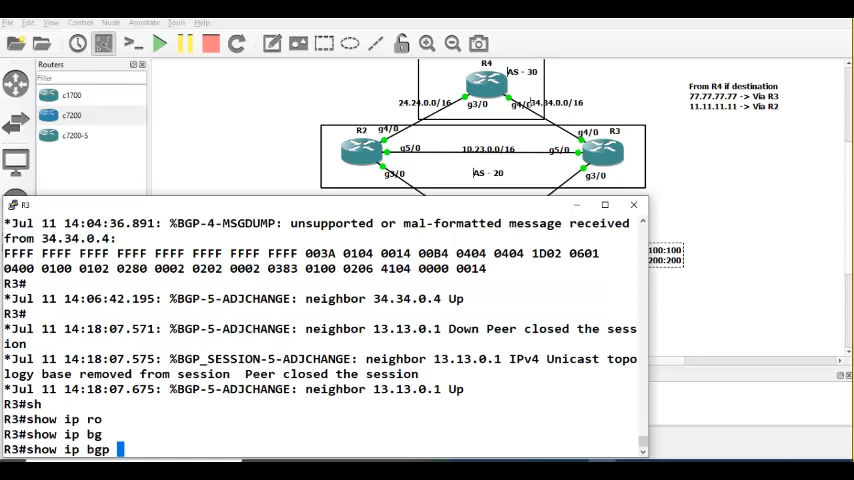 File Edit View Control Node Annotate Tools Help
Routers
Filter
c1700
c7200
c7200-S
R4
AS - 30
24.24.0.0/16
g3/0
g4/0
34.34.0.0/16
From R4 if destination
77.77.77.77 -> Via R3
11.11.11.11 -> Via R2
R2
g4/0
g4/0
R3
g5/0
10.23.0.0/16
g5/0
g3/0
AS - 20
g3/0
100:100
200:200
R3
*Jul 11 14:04:36.891: %BGP-4-MSGDUMP: unsupported or mal-formatted message received
from 34.34.0.4:
FFFF FFFF FFFF FFFF FFFF FFFF FFFF FFFF 003A 0104 0014 00B4 0404 0404 1D02 0601
0400 0100 0102 0280 0002 0202 0002 0383 0100 0206 4104 0000 0014
R3#
*Jul 11 14:06:42.195: %BGP-5-ADJCHANGE: neighbor 34.34.0.4 Up
R3#
*Jul 11 14:18:07.571: %BGP-5-ADJCHANGE: neighbor 13.13.0.1 Down Peer closed the sess
ion
*Jul 11 14:18:07.575: %BGP_SESSION-5-ADJCHANGE: neighbor 13.13.0.1 IPv4 Unicast topo
logy base removed from session  Peer closed the session
*Jul 11 14:18:07.675: %BGP-5-ADJCHANGE: neighbor 13.13.0.1 Up
R3#sh
R3#show ip ro
R3#show ip bg
R3#show ip bgp